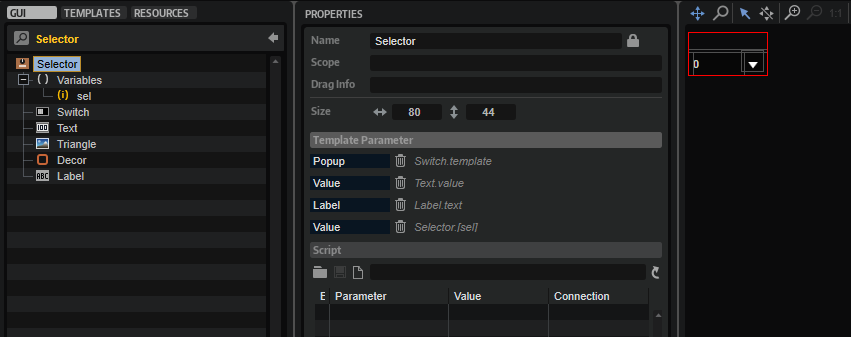 GUI TEMPLATES RESOURCES
Selector
Selector
Variables
(i) sel
Switch
Text
Triangle
Decor
ABC Label
PROPERTIES
Name Selector
Scope
Drag Info
Size 80 44
Template Parameter
Popup Switch.template
Value Text.value
Label Label.text
Value Selector.[sel]
Script
E Parameter Value Connection
1:1
0